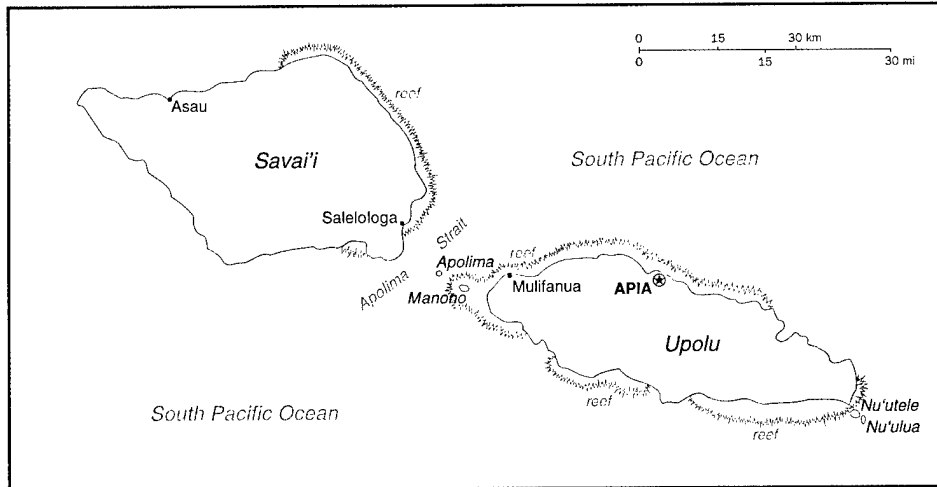 0 15 30 km
0 15 30 mi
reef
Asau
Savai'i
South Pacific Ocean
Salelologa
Apolima Strait
reef
Apolima
Manono
Mulifanua
APIA
Upolu
reef
South Pacific Ocean
reef
Nu'utele
Nu'ulua